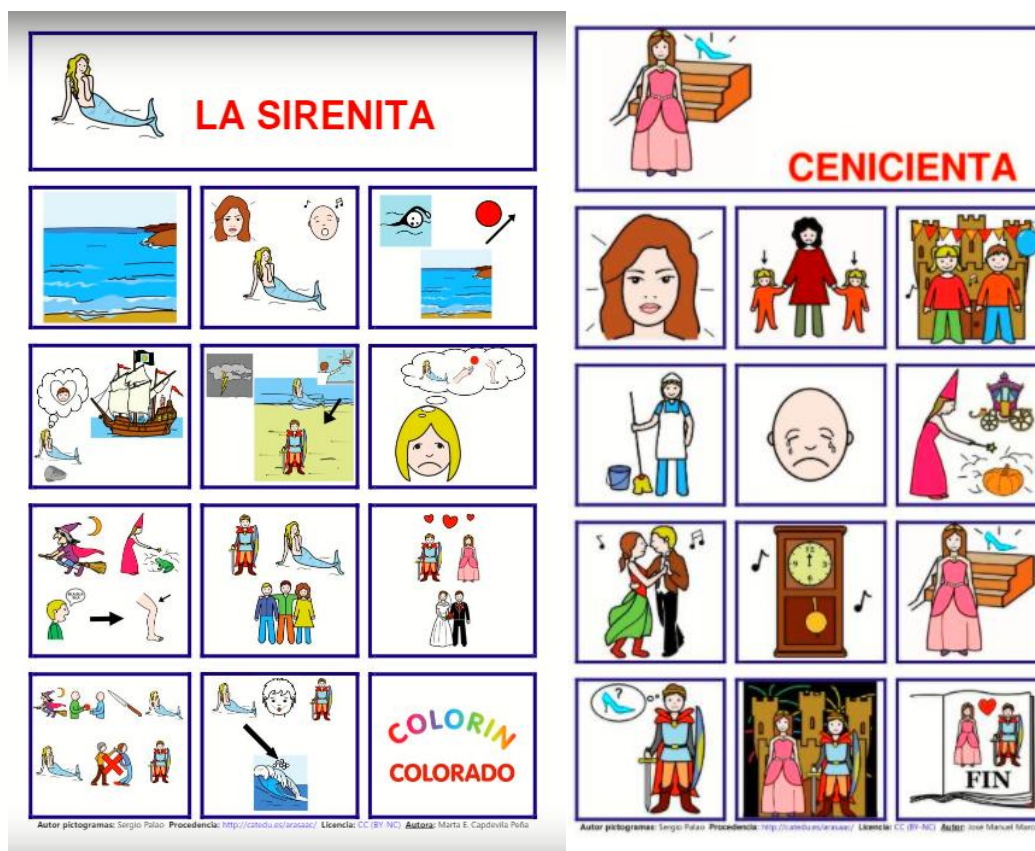 LA SIRENITA
COLORIN
COLORADO
Autor pictogramas: Sergio Palao Procedencia: http://catedu.es/arasaac/ Licencia: CC (BY-NC) Autora: Marta E. Capdevila Peña
CENICIENTA
?
FIN
Autor pictogramas: Sergio Palao Procedencia: http://catedu.es/arasaac/ Licencia: CC (BY-NC) Autor: José Manuel